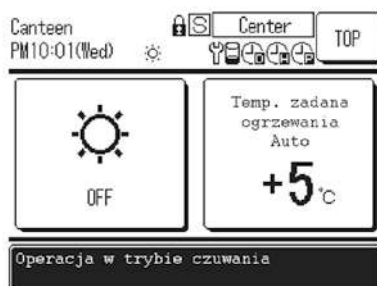 Canteen
S
Center
TOP
PM10:01(Wed)
OFF
Temp. zadana
ogrzewania
Auto
+5°C
Operacja w trybie czuwania